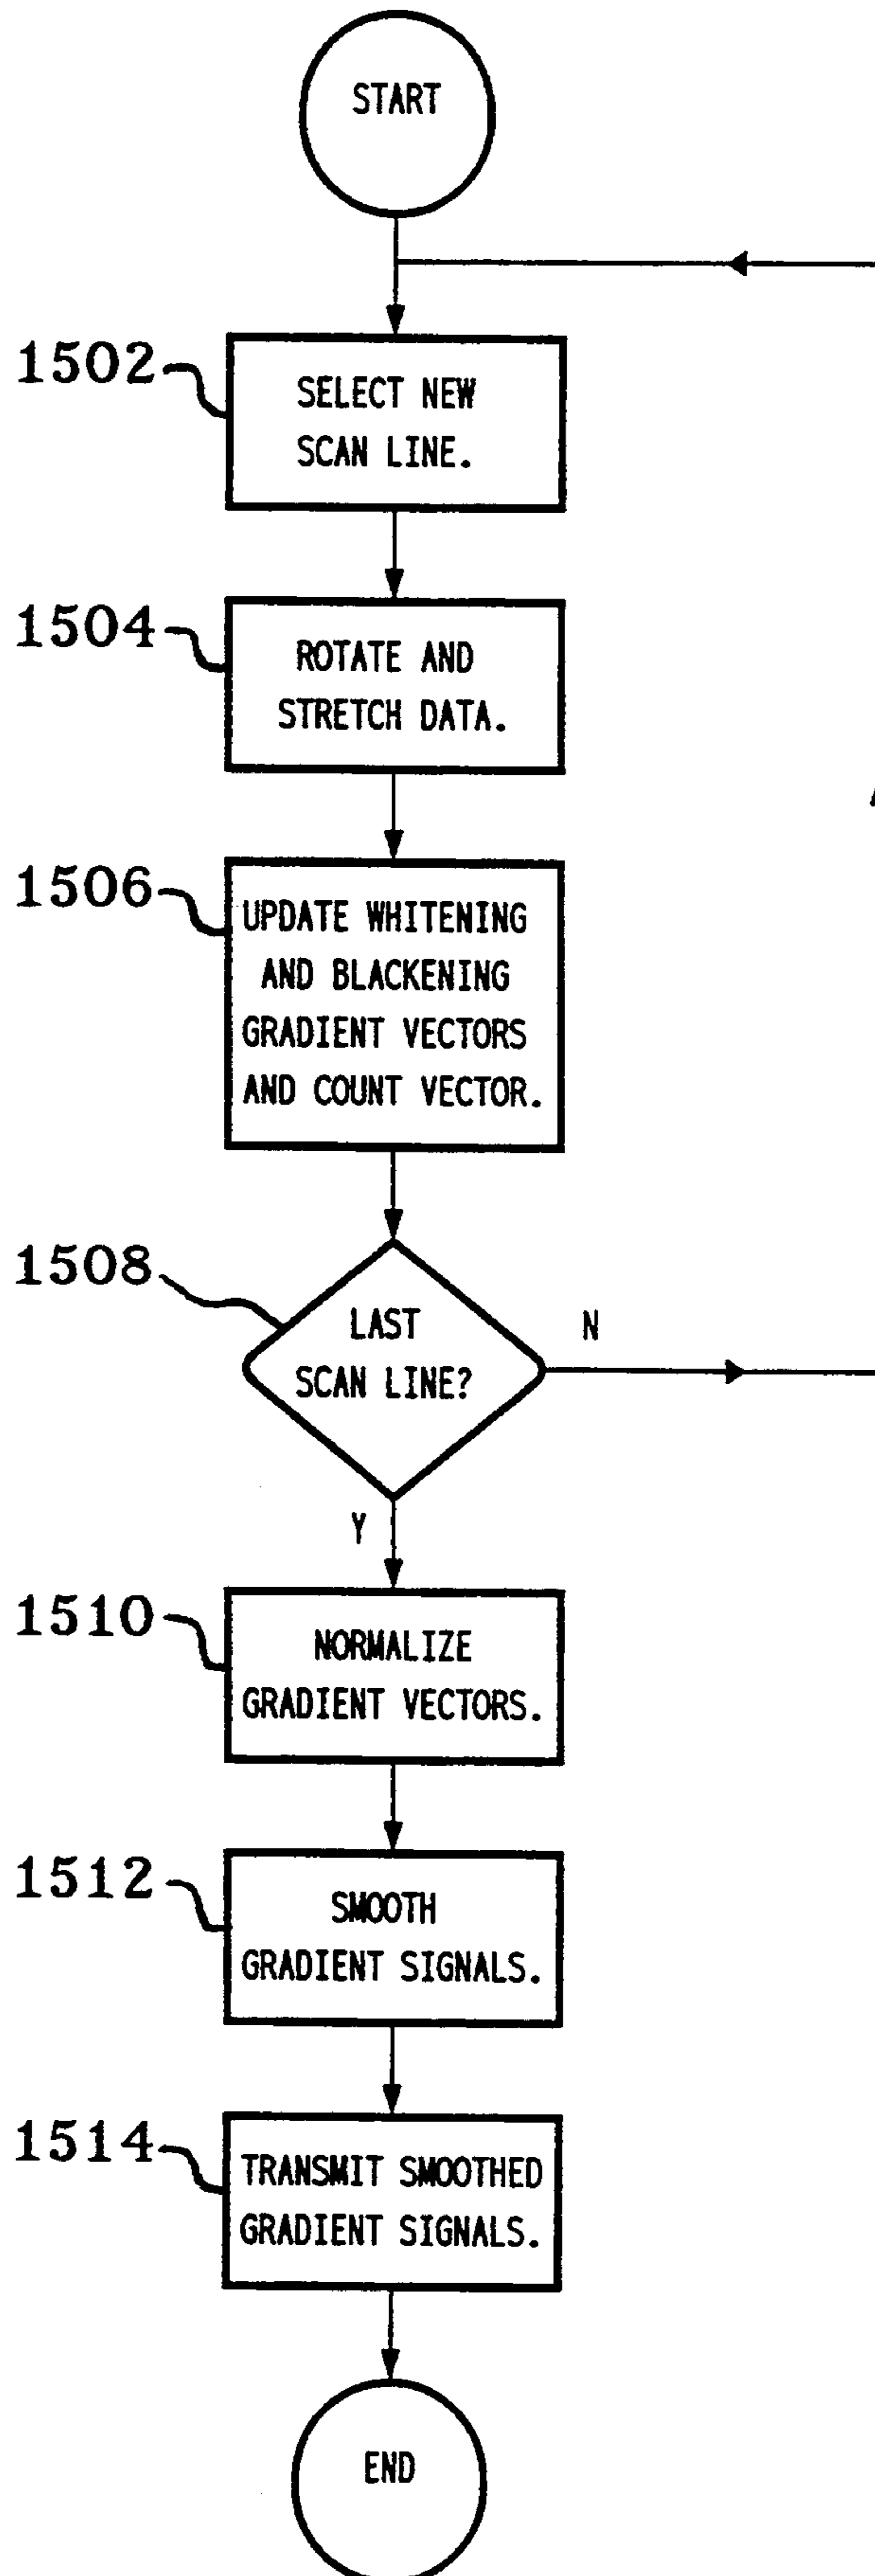 START
1502
SELECT NEW
SCAN LINE.
1504
ROTATE AND
STRETCH DATA.
1506
UPDATE WHITENING
AND BLACKENING
GRADIENT VECTORS
AND COUNT VECTOR.
1508
LAST
SCAN LINE?
N
Y
1510
NORMALIZE
GRADIENT VECTORS.
1512
SMOOTH
GRADIENT SIGNALS.
1514
TRANSMIT SMOOTHED
GRADIENT SIGNALS.
END